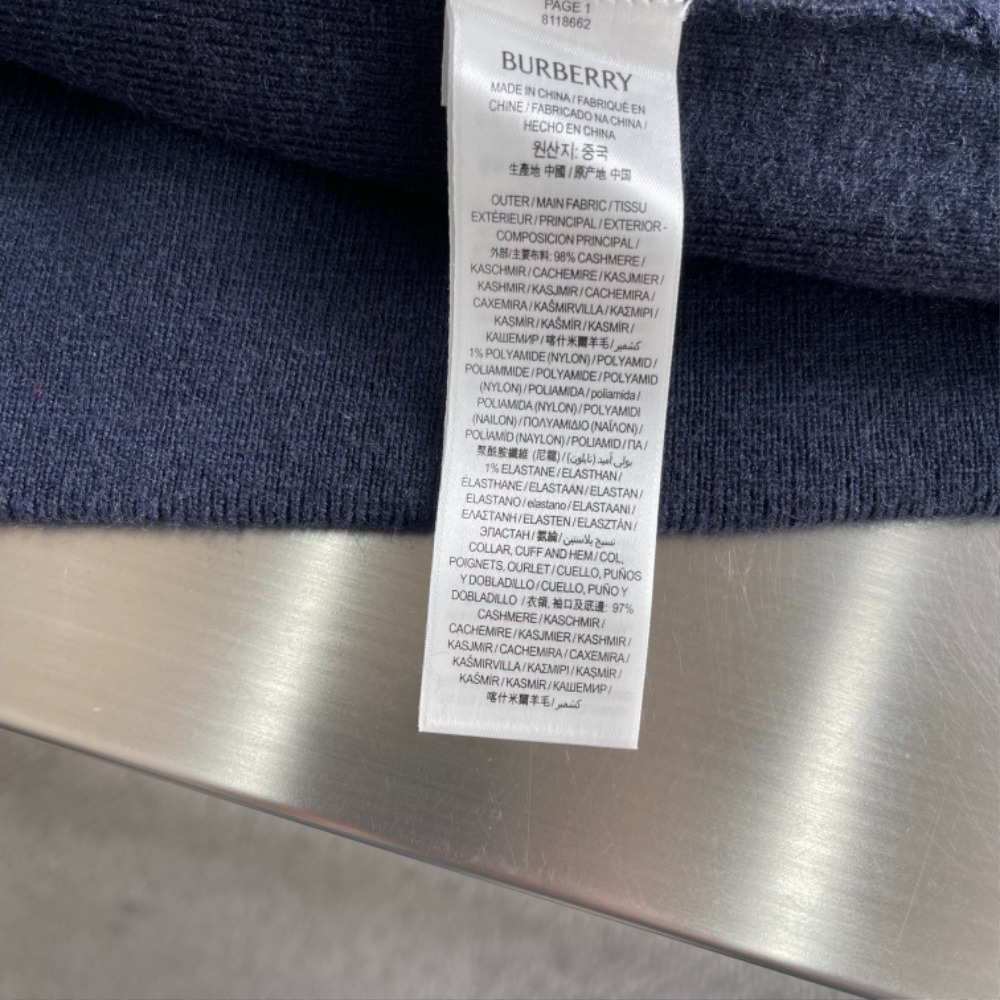 PAGE 1
8118662
BURBERRY
MADE IN CHINA / FABRIQUÉ EN
CHINE / FABRICADO NA CHINA /
HECHO EN CHINA
원산지: 중국
生產地 中國 / 原产地 中国
OUTER / MAIN FABRIC / TISSU
EXTÉRIEUR / PRINCIPAL / EXTERIOR -
COMPOSICION PRINCIPAL /
外部/主要布料: 98% CASHMERE /
KASCHMIR / CACHEMIRE / KASJMIER /
KASHMIR / KASJMIR / CACHEMIRA /
CAXEMIRA / KAŠMIRVILLA / ΚΑΣΜΙΡΙ /
KAŞMİR / KAŠMÍR / KASMÍR /
КАШЕМИР / 喀什米爾羊毛 / كشمير
1% POLYAMIDE (NYLON) / POLYAMID /
POLIAMMIDE / POLYAMIDE / POLYAMID
(NYLON) / POLIAMIDA / poliamida /
POLIAMIDA (NYLON) / POLYAMIDI
(NAILON) / ΠΟΛΥΑΜΙΔΙΟ (ΝΑΪΛΟΝ) /
POLİAMİD (NAYLON) / POLIAMID / ПА /
聚酰胺纖維 (尼龍) / بولي أميد (نايلون)
1% ELASTANE / ELASTHAN /
ÉLASTHANE / ELASTAAN / ELASTAN /
ELASTANO / elastano / ELASTAANI /
ΕΛΑΣΤΑΝΗ / ELASTEN / ELASZTÁN /
ЭЛАСТАН / 氨綸 / نسيج بلاستين
COLLAR, CUFF AND HEM / COL,
POIGNETS, OURLET / CUELLO, PUÑOS
Y DOBLADILLO / CUELLO, PUÑO Y
DOBLADILLO / 衣領, 袖口及底邊: 97%
CASHMERE / KASCHMIR /
CACHEMIRE / KASJMIER / KASHMIR /
KASJMIR / CACHEMIRA / CAXEMIRA /
KAŠMIRVILLA / ΚΑΣΜΙΡΙ / KAŞMİR /
KAŠMÍR / KASMÍR / КАШЕМИР /
喀什米爾羊毛 / كشمير